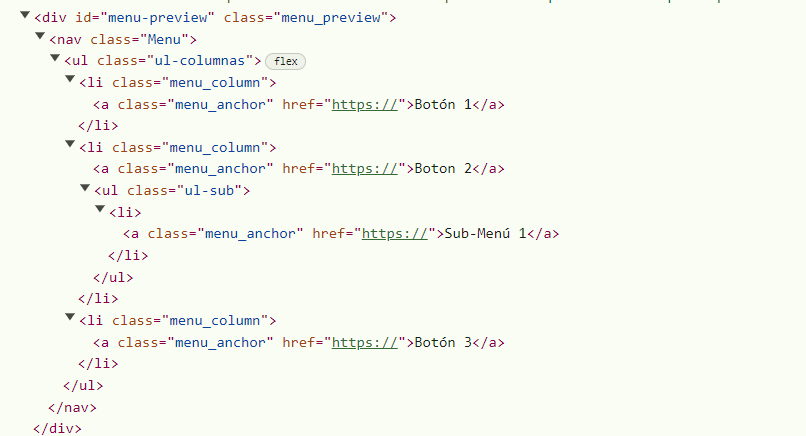 <div id="menu-preview" class="menu_preview">
<nav class="Menu">
<ul class="ul-columnas"> flex
<li class="menu_column">
<a class="menu_anchor" href="https://">Botón 1</a>
</li>
<li class="menu_column">
<a class="menu_anchor" href="https://">Boton 2</a>
<ul class="ul-sub">
<li>
<a class="menu_anchor" href="https://">Sub-Menú 1</a>
</li>
</ul>
</li>
<li class="menu_column">
<a class="menu_anchor" href="https://">Botón 3</a>
</li>
</ul>
</nav>
</div>